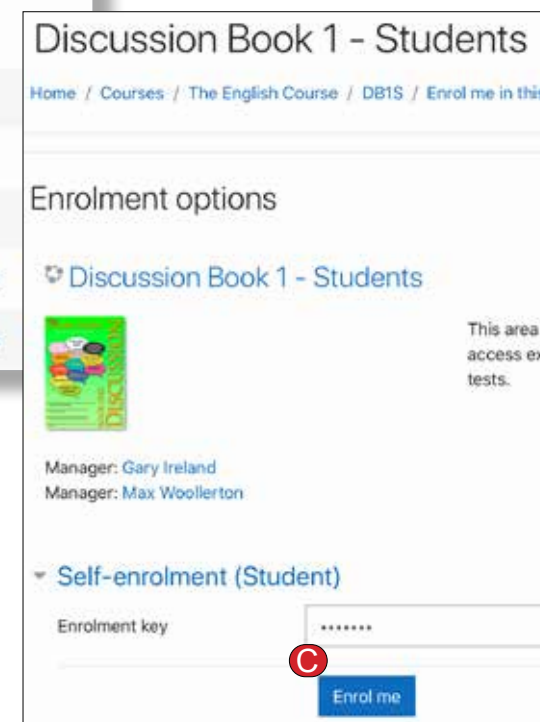 Discussion Book 1 - Students
Home / Courses / The English Course / DB1S / Enrol me in this
Enrolment options
Discussion Book 1 - Students
DISCUSSION
This area
access ex
tests.
Manager: Gary Ireland
Manager: Max Woollerton
Self-enrolment (Student)
Enrolment key
•••••••
C
Enrol me